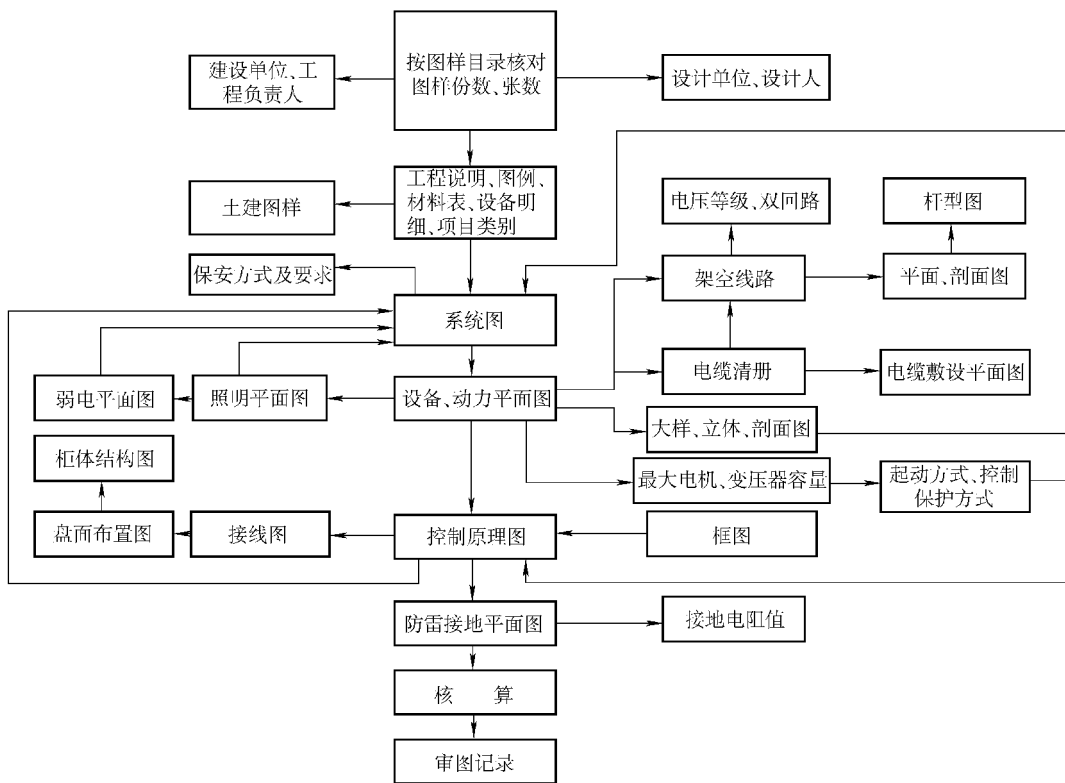 按图样目录核对
图样份数、张数
建设单位、工
程负责人
设计单位、设计人
工程说明、图例、
材料表、设备明
细、项目类别
土建图样
电压等级、双回路
杆型图
保安方式及要求
架空线路
平面、剖面图
系统图
弱电平面图
照明平面图
设备、动力平面图
电缆清册
电缆敷设平面图
大样、立体、剖面图
柜体结构图
最大电机、变压器容量
起动方式、控制
保护方式
盘面布置图
接线图
控制原理图
框图
防雷接地平面图
接地电阻值
核 算
审图记录